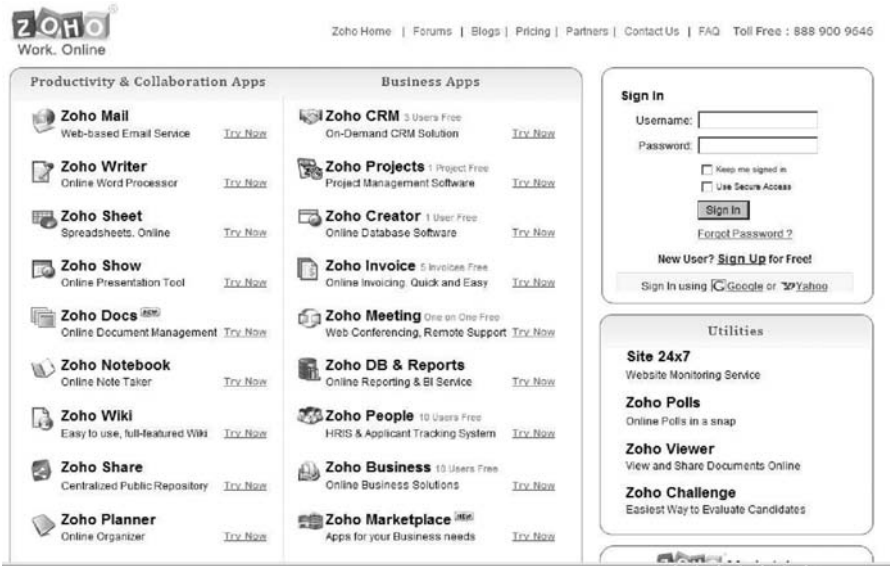 ZOHO
Work. Online
Zoho Home | Forums | Blogs | Pricing | Partners | Contact Us | FAQ Toll Free : 888 900 9646
Productivity & Collaboration Apps
Zoho Mail
Web-based Email Service Try Now
Zoho Writer
Online Word Processor Try Now
Zoho Sheet
Spreadsheets. Online Try Now
Zoho Show
Online Presentation Tool Try Now
Zoho Docs NEW
Online Document Management Try Now
Zoho Notebook
Online Note Taker Try Now
Zoho Wiki
Easy to use, full-featured Wiki Try Now
Zoho Share
Centralized Public Repository Try Now
Zoho Planner
Online Organizer Try Now
Business Apps
Zoho CRM 3 Users Free
On-Demand CRM Solution Try Now
Zoho Projects 1 Project Free
Project Management Software Try Now
Zoho Creator 1 User Free
Online Database Software Try Now
Zoho Invoice 5 Invoices Free
Online Invoicing. Quick and Easy Try Now
Zoho Meeting One on One Free
Web Conferencing, Remote Support Try Now
Zoho DB & Reports
Online Reporting & BI Service Try Now
Zoho People 10 Users Free
HRIS & Applicant Tracking System Try Now
Zoho Business 10 Users Free
Online Business Solutions Try Now
Zoho Marketplace NEW
Apps for your Business needs Try Now
Sign In
Username:
Password:
Keep me signed in
Use Secure Access
Sign In
Forgot Password ?
New User? Sign Up for Free!
Sign In using Google or Yahoo
Utilities
Site 24x7
Website Monitoring Service
Zoho Polls
Online Polls in a snap
Zoho Viewer
View and Share Documents Online
Zoho Challenge
Easiest Way to Evaluate Candidates